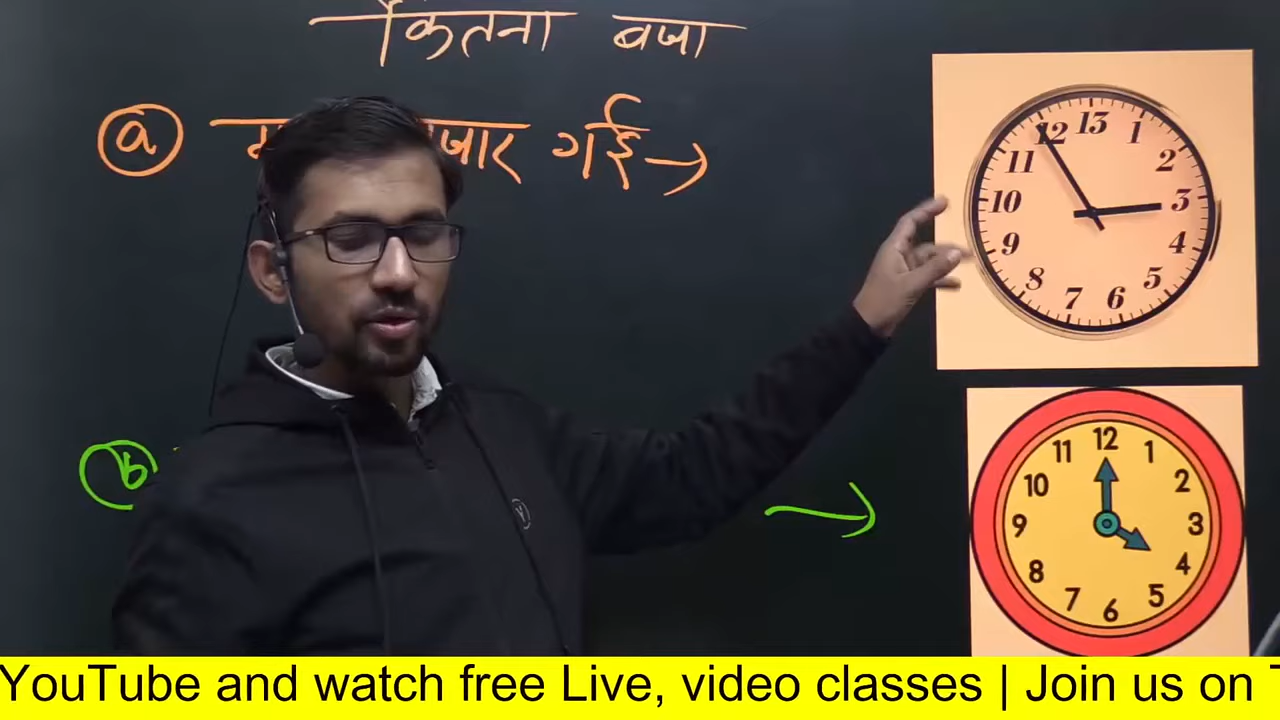 कितना बजा
(a) गई →
12 13 1
11 2
10 3
9 4
8 5
7 6
(b) →
11 12 1
10 2
9 3
8 4
7 6 5
YouTube and watch free Live, video classes | Join us on